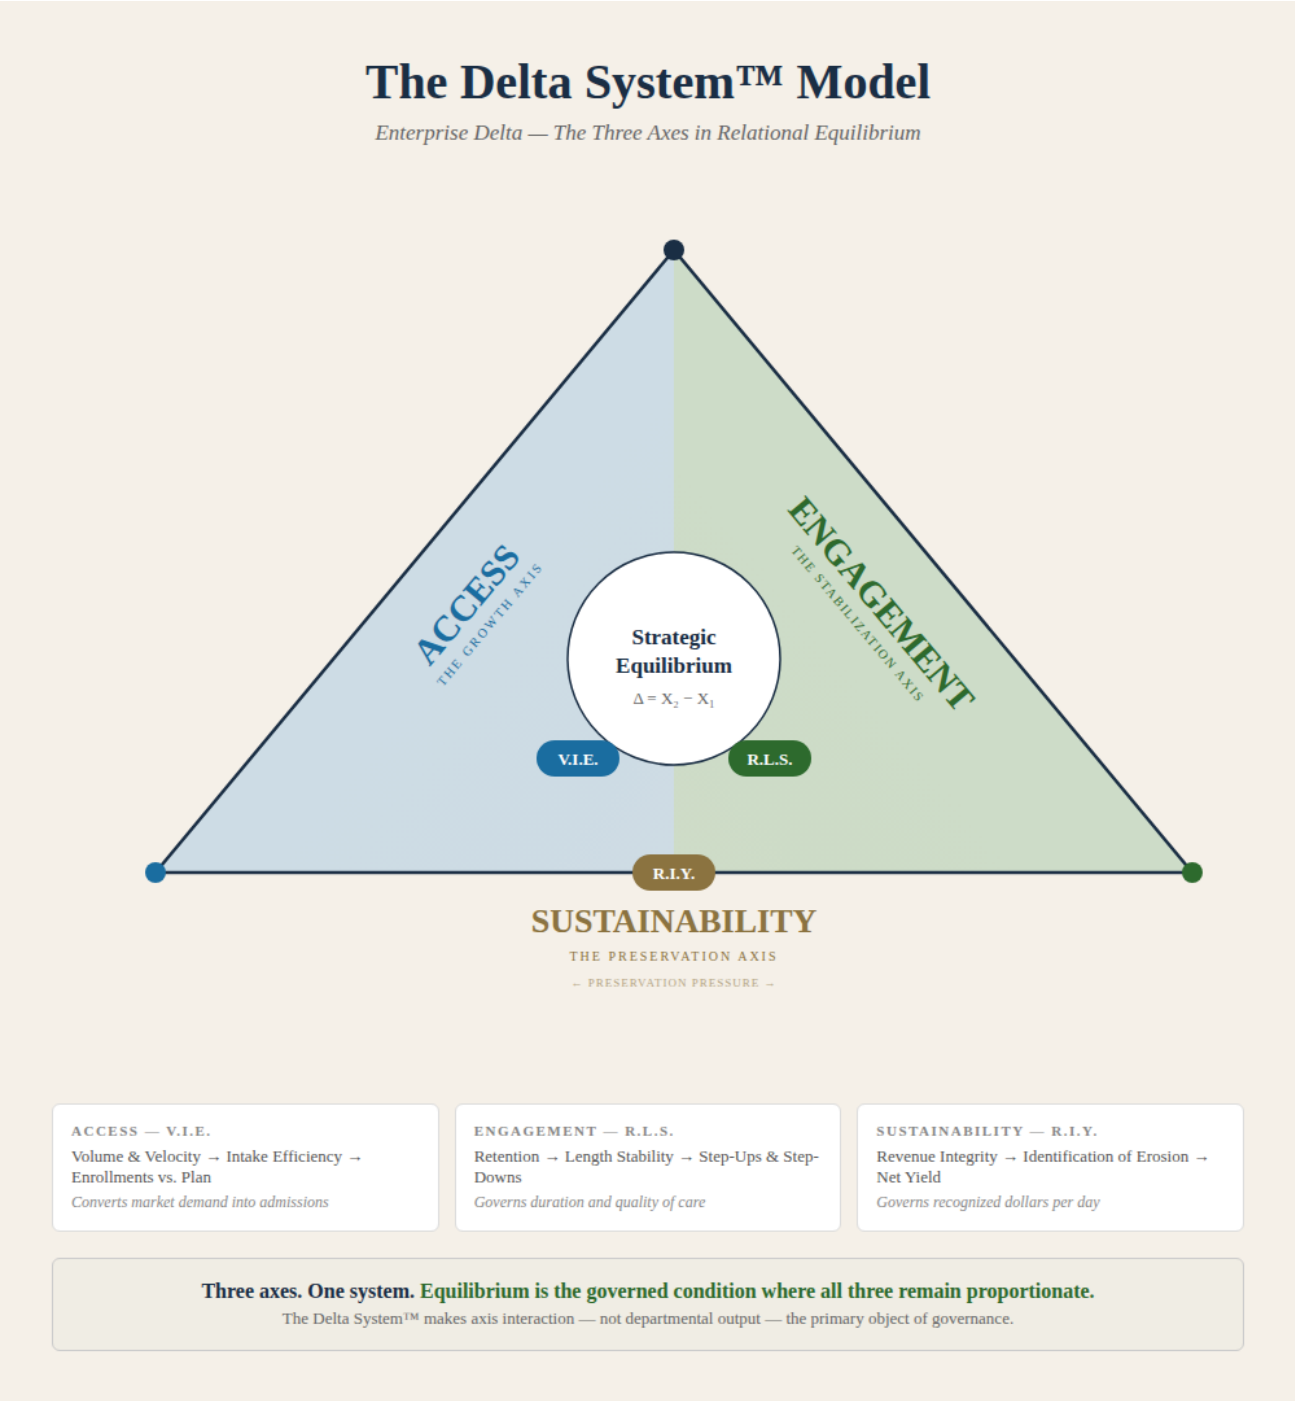 The Delta System™ Model
Enterprise Delta — The Three Axes in Relational Equilibrium
ACCESS
THE GROWTH AXIS
ENGAGEMENT
THE STABILIZATION AXIS
Strategic
Equilibrium
Δ = X₂ − X₁
V.I.E.
R.L.S.
R.I.Y.
SUSTAINABILITY
THE PRESERVATION AXIS
← PRESERVATION PRESSURE →
ACCESS — V.I.E.
Volume & Velocity → Intake Efficiency →
Enrollments vs. Plan
Converts market demand into admissions
ENGAGEMENT — R.L.S.
Retention → Length Stability → Step-Ups & Step-
Downs
Governs duration and quality of care
SUSTAINABILITY — R.I.Y.
Revenue Integrity → Identification of Erosion →
Net Yield
Governs recognized dollars per day
Three axes. One system. Equilibrium is the governed condition where all three remain proportionate.
The Delta System™ makes axis interaction — not departmental output — the primary object of governance.